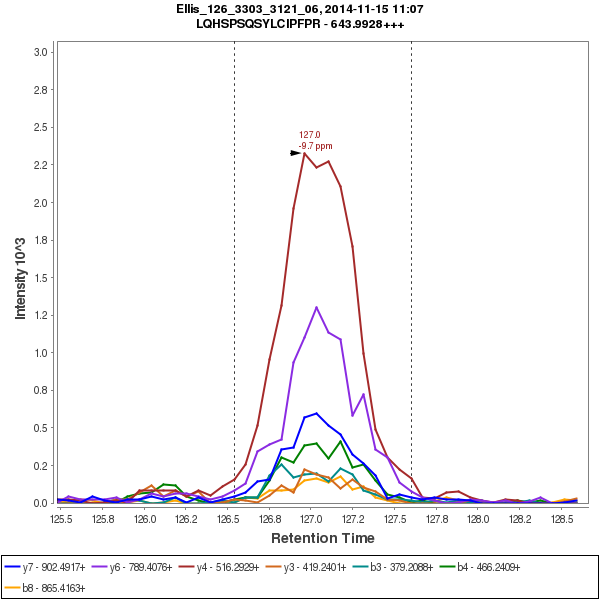 Ellis_126_3303_3121_06, 2014-11-15 11:07
LQHSPSQSYLCIPFPR - 643.9928+++
3.0
2.8
2.5
2.2
2.0
1.8
1.5
1.2
1.0
0.8
0.5
0.2
0.0
Intensity 10^3
127.0
-9.7 ppm
125.5 125.8 126.0 126.2 126.5 126.8 127.0 127.2 127.5 127.8 128.0 128.2 128.5
Retention Time
y7 - 902.4917+ y6 - 789.4076+ y4 - 516.2929+ y3 - 419.2401+ b3 - 379.2088+ b4 - 466.2409+
b8 - 865.4163+